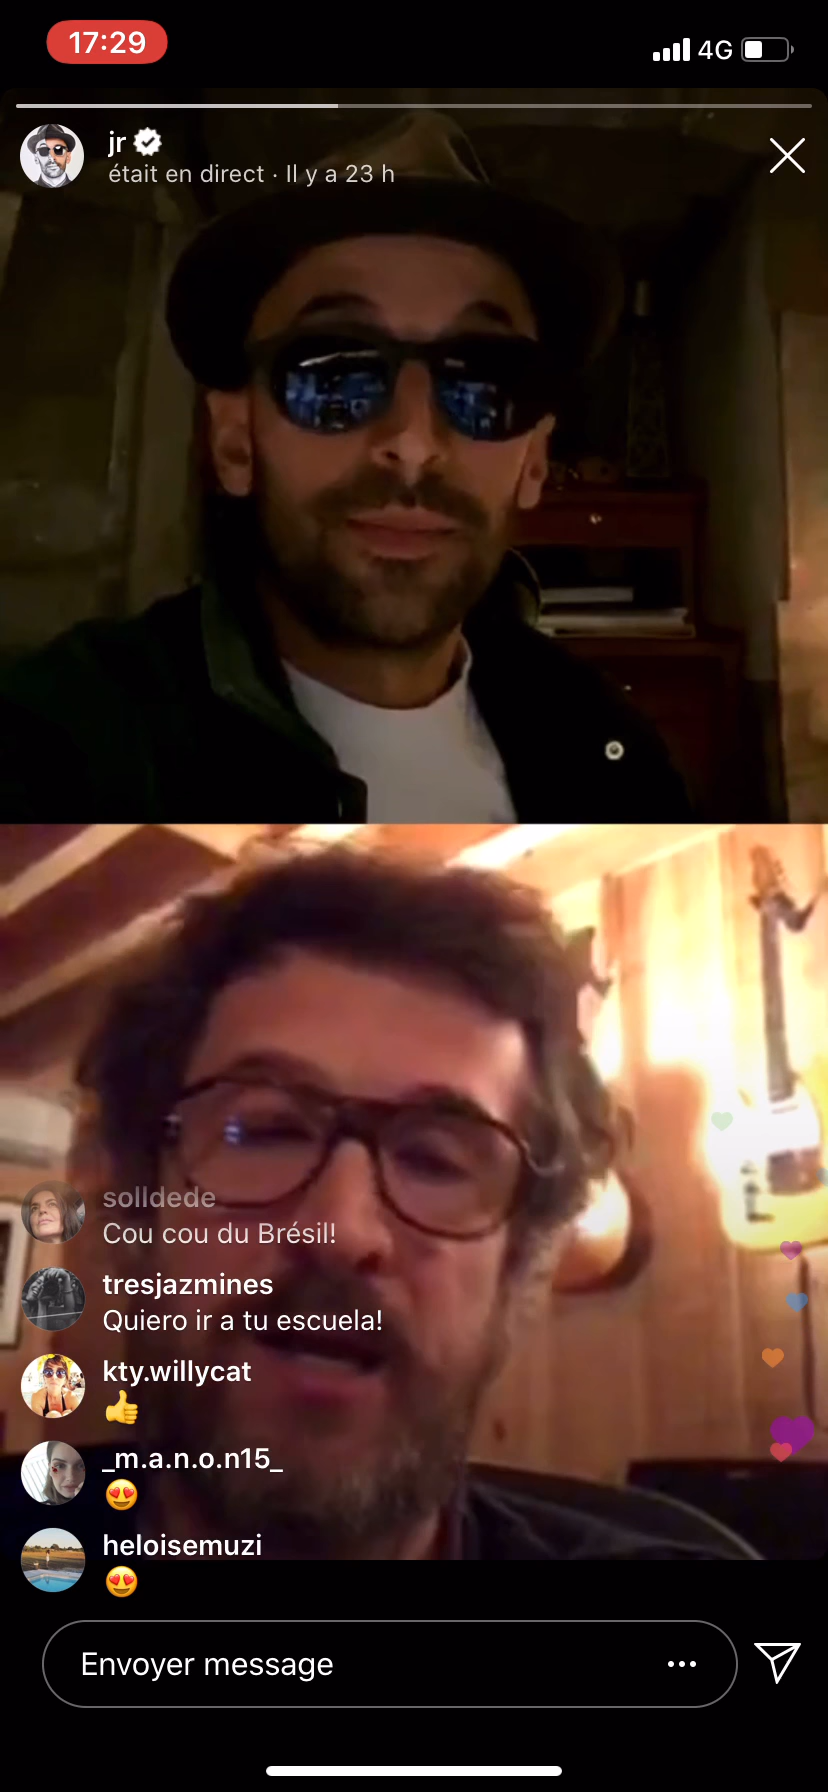 17:29
4G
jr
était en direct · Il y a 23 h
solldede
Cou cou du Brésil!
tresjazmines
Quiero ir a tu escuela!
kty.willycat
👍
_m.a.n.o.n15_
😍
heloisemuzi
😍
Envoyer message